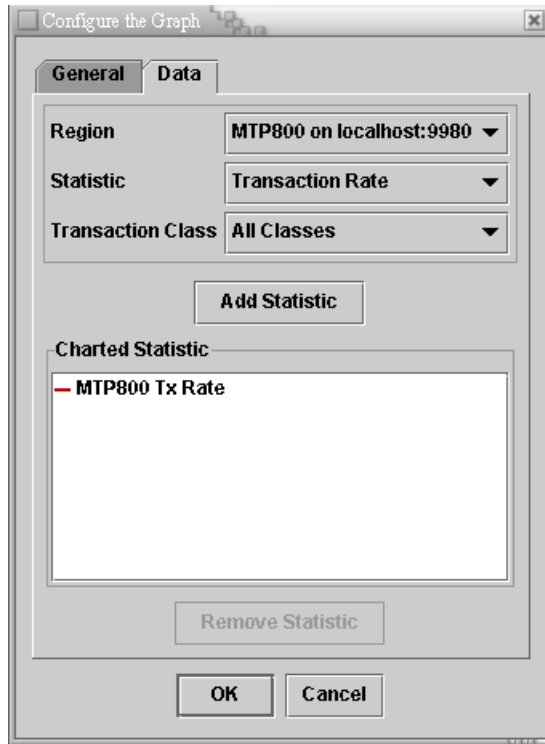 Configure the Graph
General Data
Region MTP800 on localhost:9980
Statistic Transaction Rate
Transaction Class All Classes
Add Statistic
Charted Statistic
MTP800 Tx Rate
Remove Statistic
OK Cancel